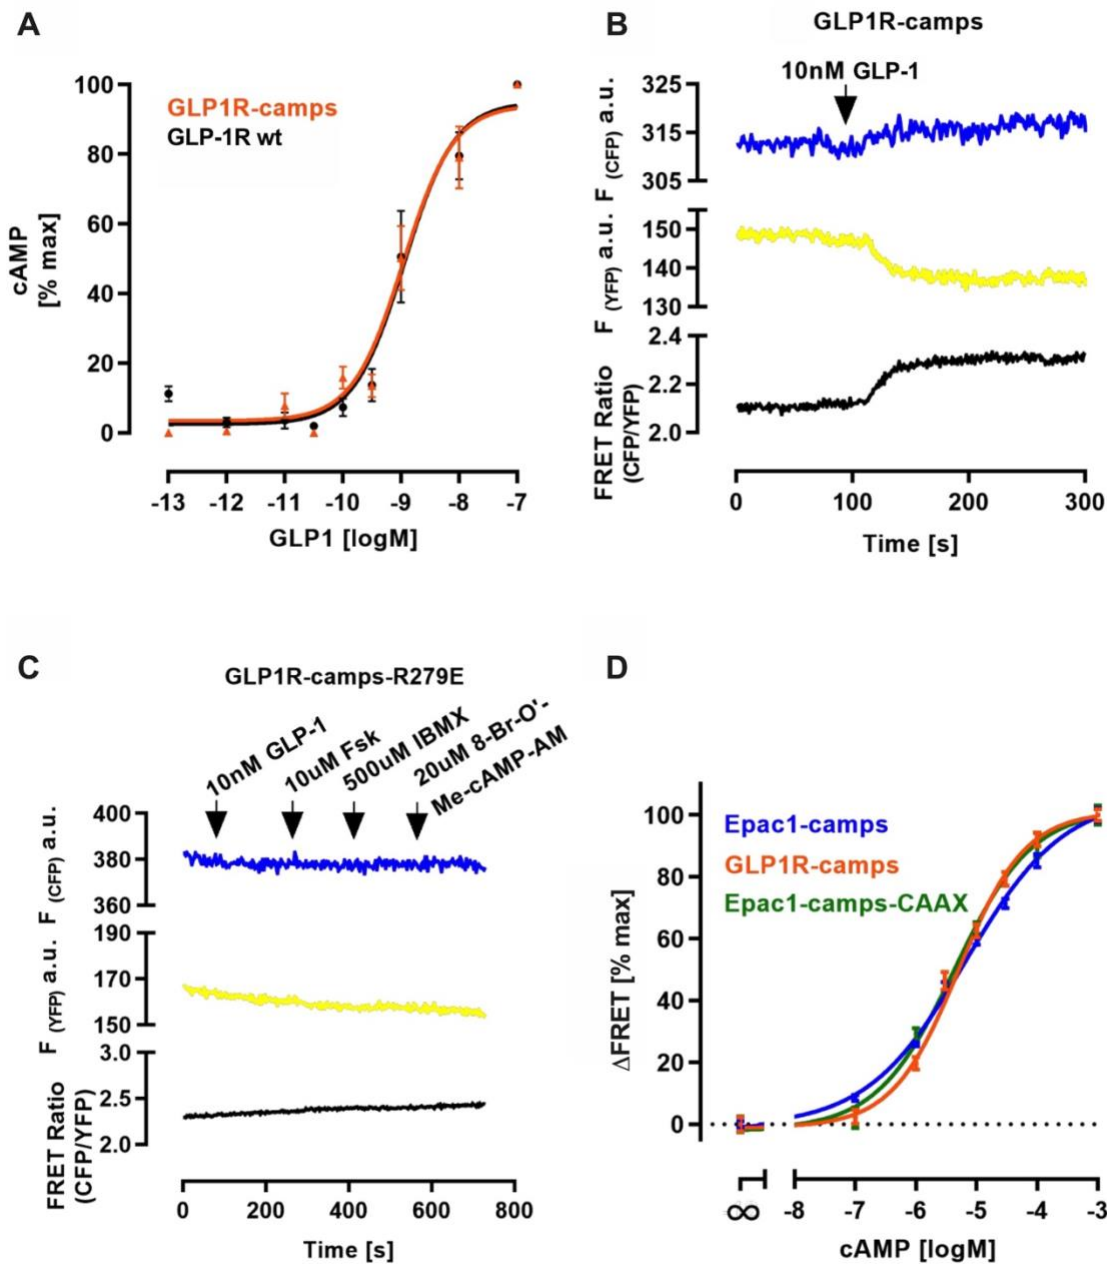 A
GLP1R-camps
GLP-1R wt
cAMP
[% max]
100
80
60
40
20
0
-13 -12 -11 -10 -9 -8 -7
GLP1 [logM]
B
GLP1R-camps
10nM GLP-1
F (CFP) a.u.
325
315
305
F (YFP) a.u.
150
140
130
FRET Ratio
(CFP/YFP)
2.4
2.2
2.0
0 100 200 300
Time [s]
C
GLP1R-camps-R279E
10nM GLP-1
10uM Fsk
500uM IBMX
20uM 8-Br-O'-
Me-cAMP-AM
F (CFP) a.u.
400
380
360
F (YFP) a.u.
190
170
150
FRET Ratio
(CFP/YFP)
3.0
2.5
2.0
0 200 400 600 800
Time [s]
D
Epac1-camps
GLP1R-camps
Epac1-camps-CAAX
ΔFRET [% max]
100
80
60
40
20
0
∞ -8 -7 -6 -5 -4 -3
cAMP [logM]